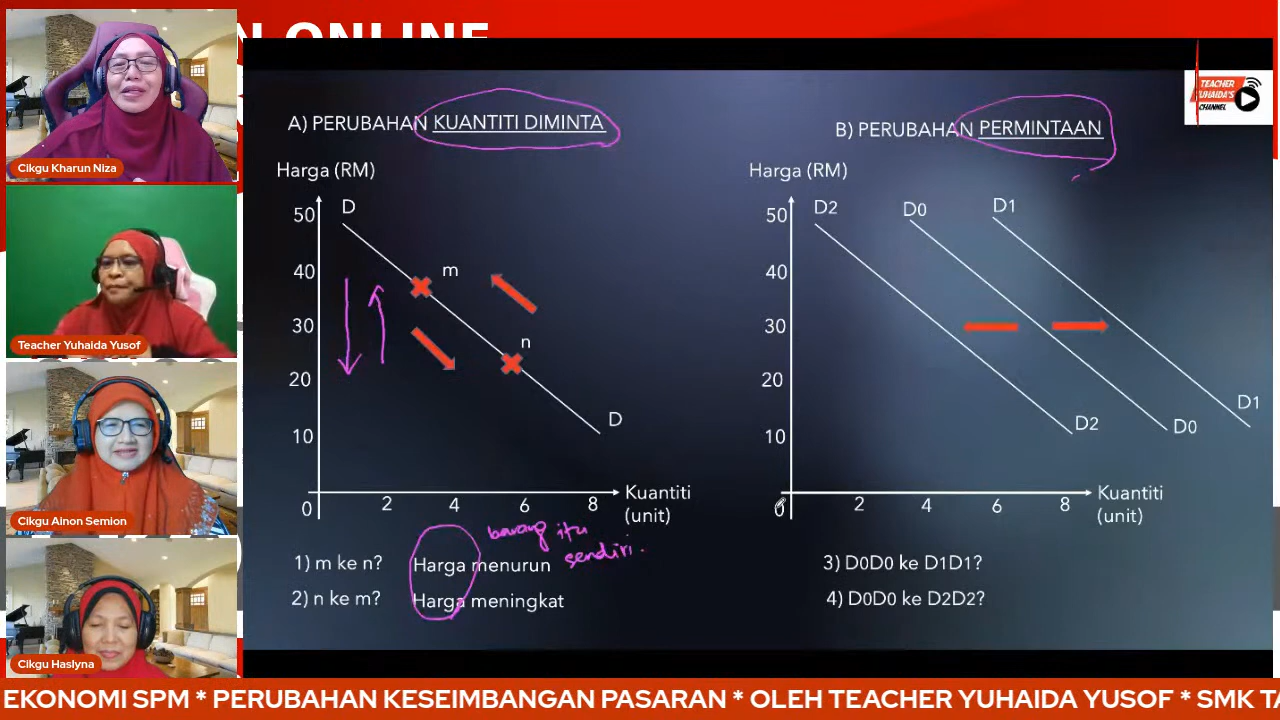 N ONLINE
TEACHER
YUHAIDA'S
CHANNEL
Cikgu Kharun Niza
Teacher Yuhaida Yusof
Cikgu Ainon Semion
Cikgu Haslyna
A) PERUBAHAN KUANTITI DIMINTA
Harga (RM)
50
40
30
20
10
0
2
4
6
8
D
m
n
D
Kuantiti
(unit)
barang itu
sendiri.
1) m ke n? Harga menurun
2) n ke m? Harga meningkat
B) PERUBAHAN PERMINTAAN
Harga (RM)
50
40
30
20
10
0
2
4
6
8
D2
D0
D1
D2
D0
D1
Kuantiti
(unit)
3) D0D0 ke D1D1?
4) D0D0 ke D2D2?
EKONOMI SPM * PERUBAHAN KESEIMBANGAN PASARAN * OLEH TEACHER YUHAIDA YUSOF * SMK TA